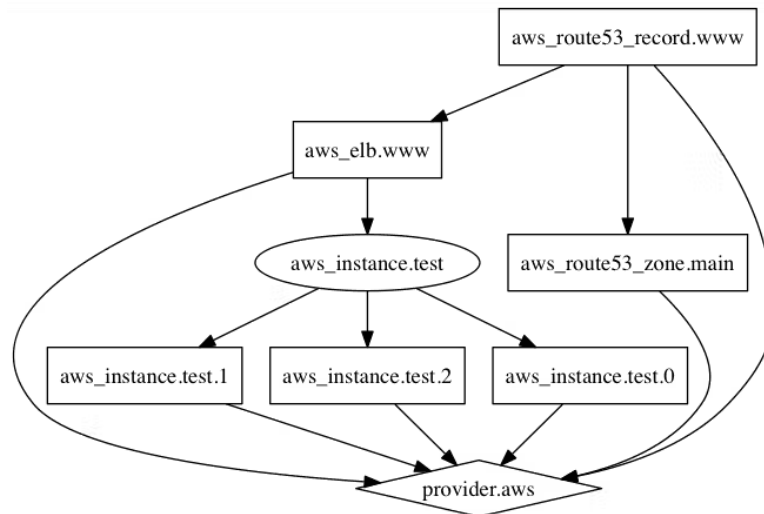 aws_route53_record.www
aws_elb.www
aws_instance.test
aws_route53_zone.main
aws_instance.test.1
aws_instance.test.2
aws_instance.test.0
provider.aws